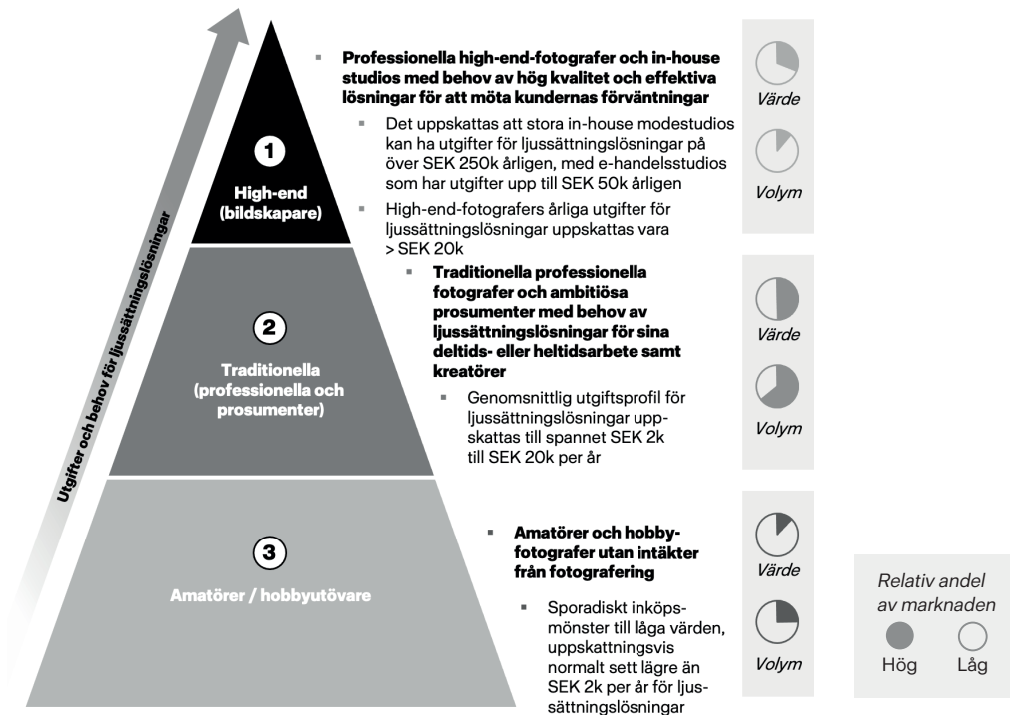 Utgifter och behov för ljussättningslösningar
1
High-end
(bildskapare)
▪ Professionella high-end-fotografer och in-house
studios med behov av hög kvalitet och effektiva
lösningar för att möta kundernas förväntningar
▪ Det uppskattas att stora in-house modestudios
kan ha utgifter för ljussättningslösningar på
över SEK 250k årligen, med e-handelsstudios
som har utgifter upp till SEK 50k årligen
▪ High-end-fotografers årliga utgifter för
ljussättningslösningar uppskattas vara
> SEK 20k
Värde
Volym
2
Traditionella
(professionella och
prosumenter)
▪ Traditionella professionella
fotografer och ambitiösa
prosumenter med behov av
ljussättningslösningar för sina
deltids- eller heltidsarbete samt
kreatörer
▪ Genomsnittlig utgiftsprofil för
ljussättningslösningar upp-
skattas till spannet SEK 2k
till SEK 20k per år
Värde
Volym
3
Amatörer / hobbyutövare
▪ Amatörer och hobby-
fotografer utan intäkter
från fotografering
▪ Sporadiskt inköps-
mönster till låga värden,
uppskattningsvis
normalt sett lägre än
SEK 2k per år för ljus-
sättningslösningar
Värde
Volym
Relativ andel
av marknaden
Hög Låg